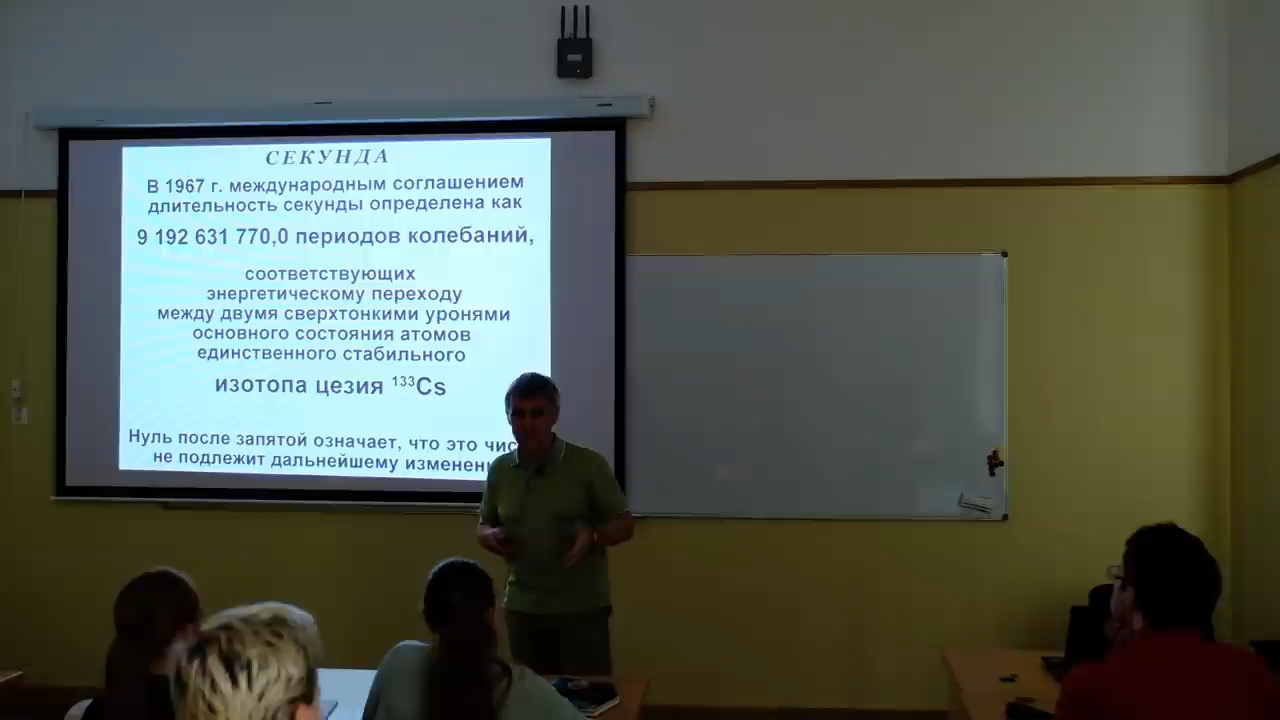 СЕКУНДА
В 1967 г. международным соглашением
длительность секунды определена как
9 192 631 770,0 периодов колебаний,
соответствующих
энергетическому переходу
между двумя сверхтонкими уронями
основного состояния атомов
единственного стабильного
изотопа цезия ¹³³Cs
Нуль после запятой означает, что это
не подлежит дальнейшему